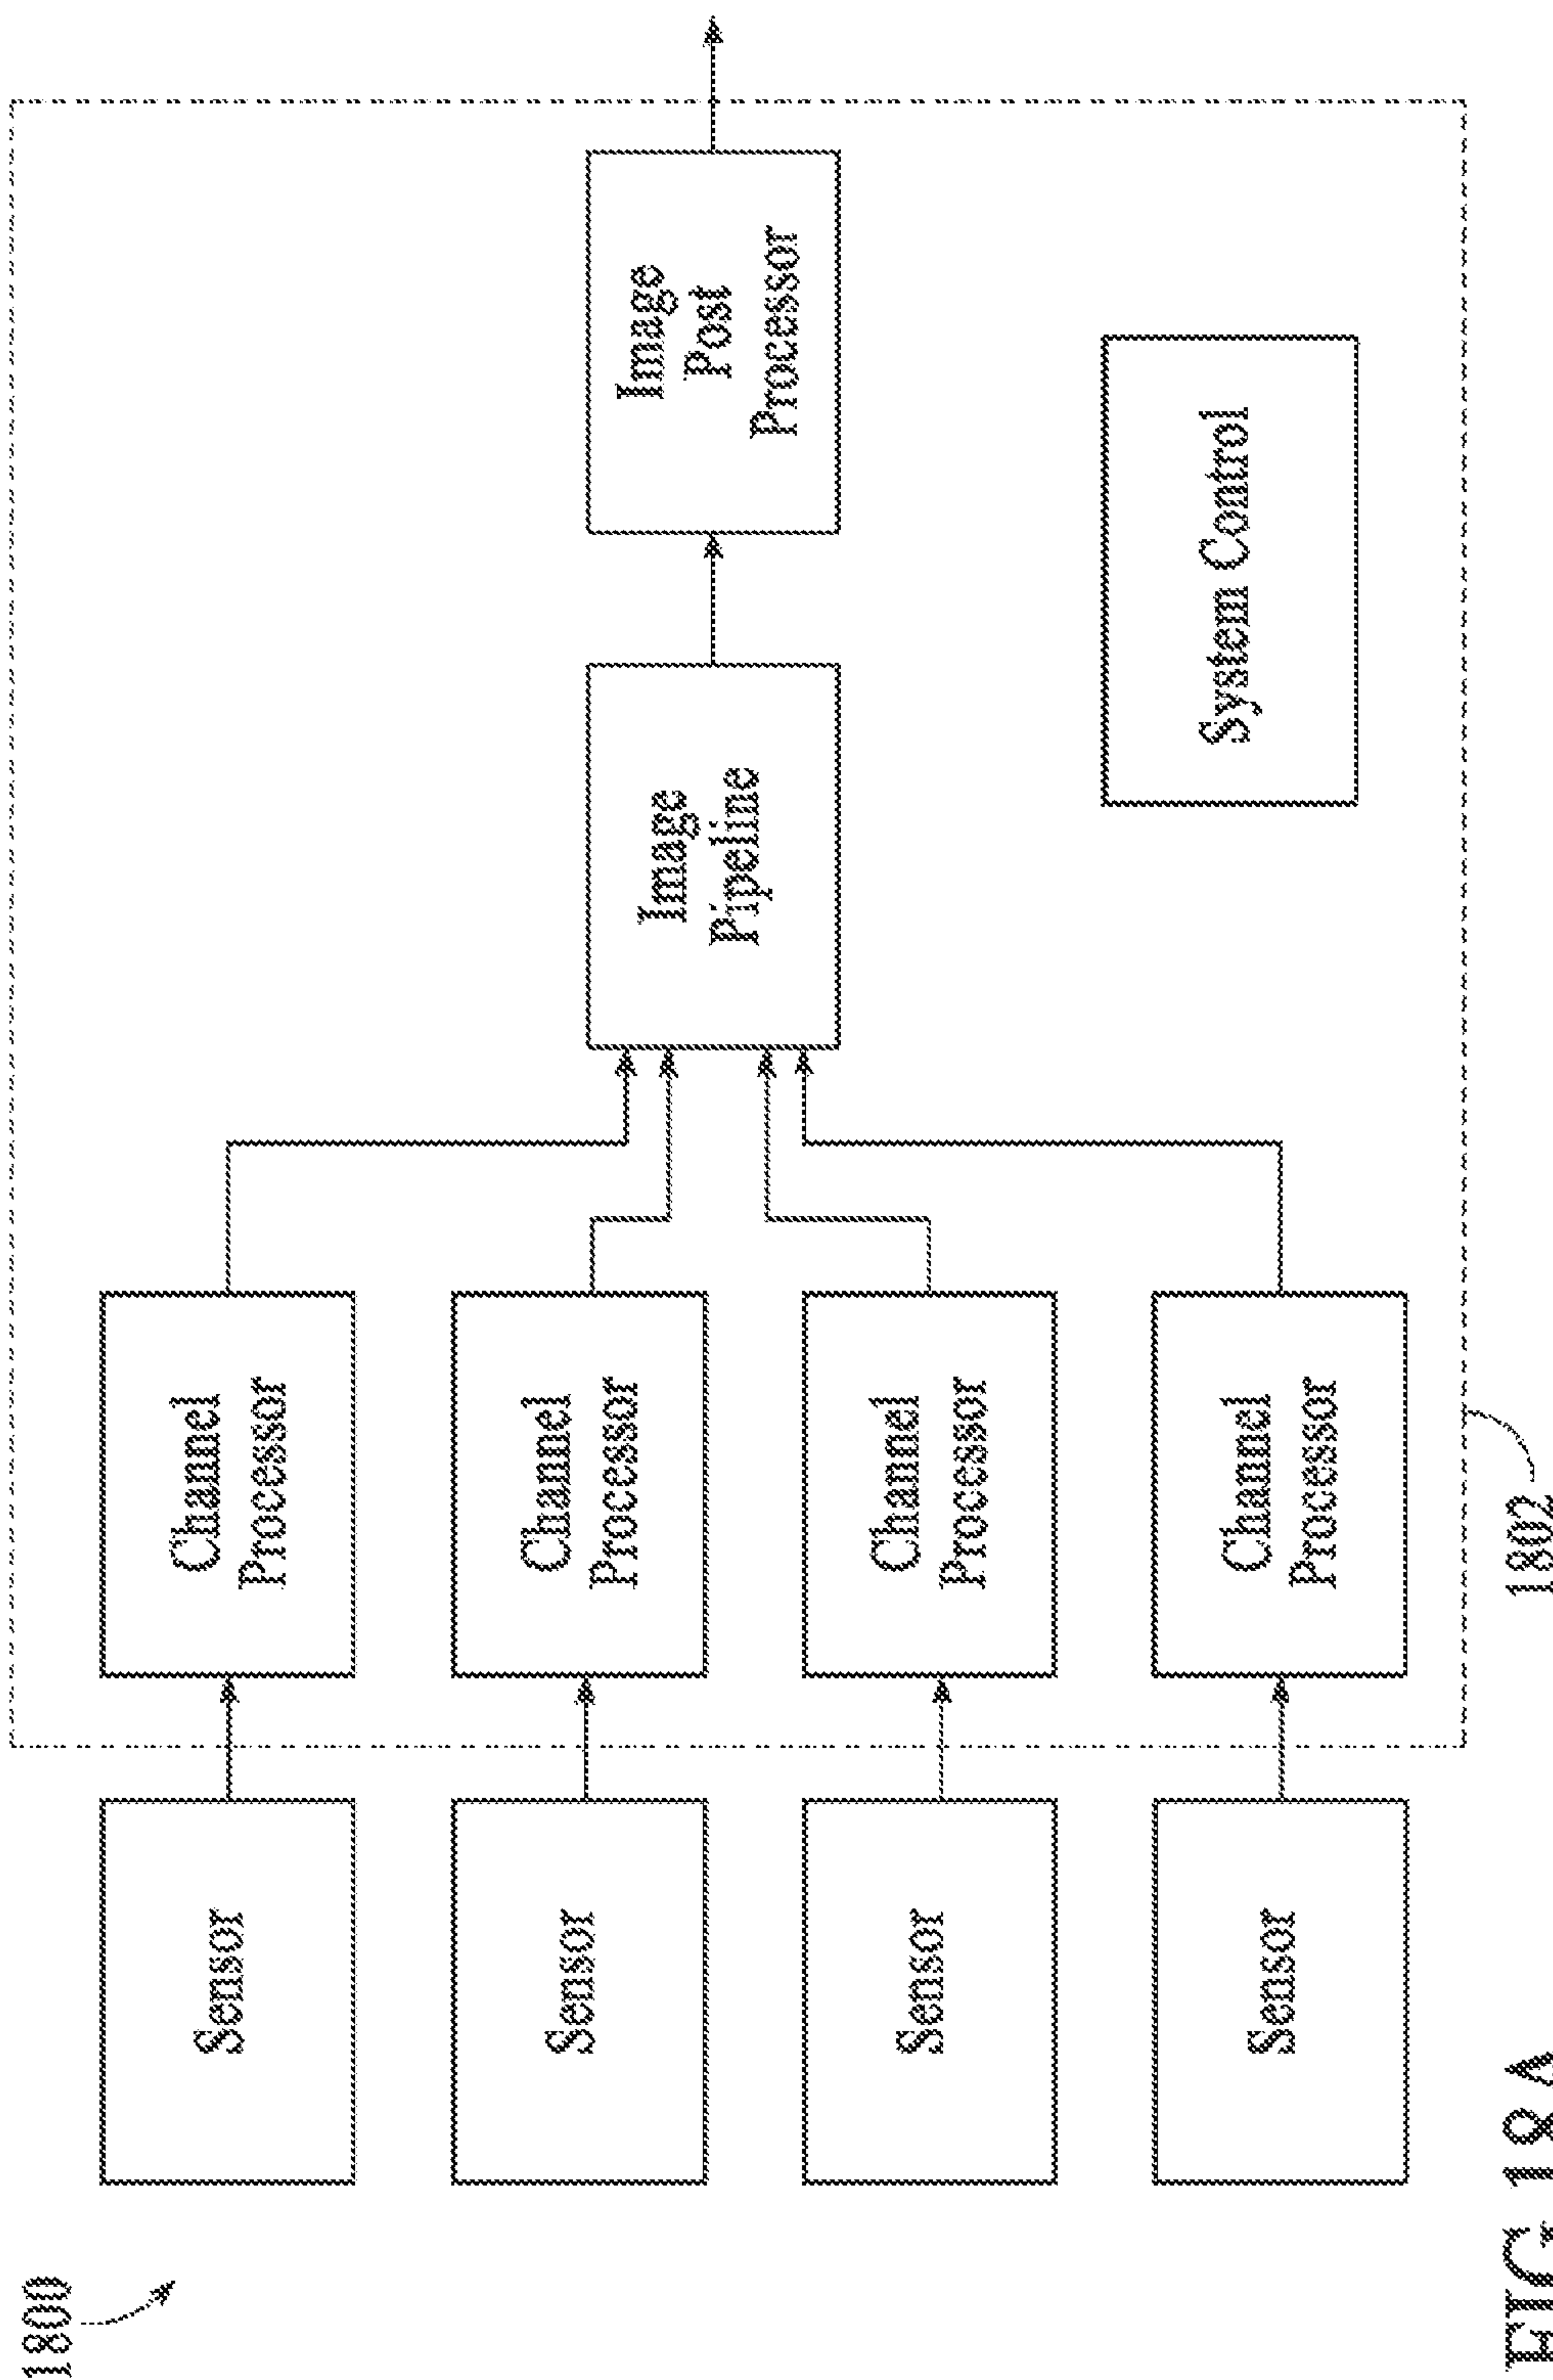 1800
Sensor
Channel
Processor
Sensor
Channel
Processor
Image
Pipeline
Image
Post
Processor
Sensor
Channel
Processor
Sensor
Channel
Processor
System Control
1802
FIG 18A